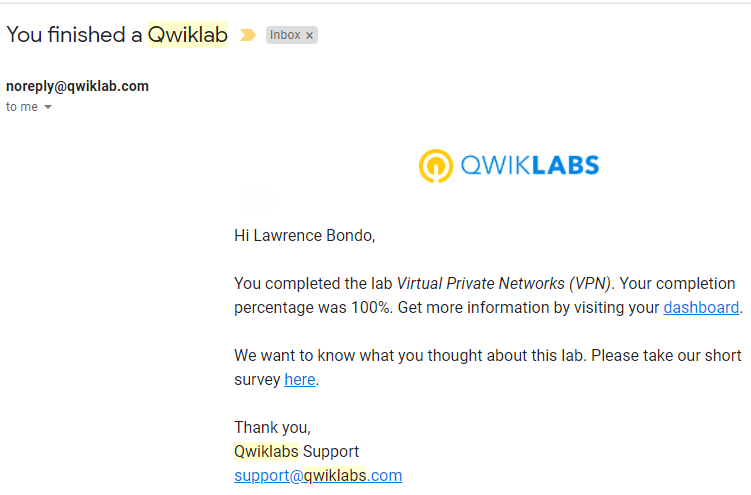 You finished a Qwiklab
Inbox ×
noreply@qwiklab.com
to me
QWIKLABS
Hi Lawrence Bondo,
You completed the lab Virtual Private Networks (VPN). Your completion
percentage was 100%. Get more information by visiting your dashboard.
We want to know what you thought about this lab. Please take our short
survey here.
Thank you,
Qwiklabs Support
support@qwiklabs.com